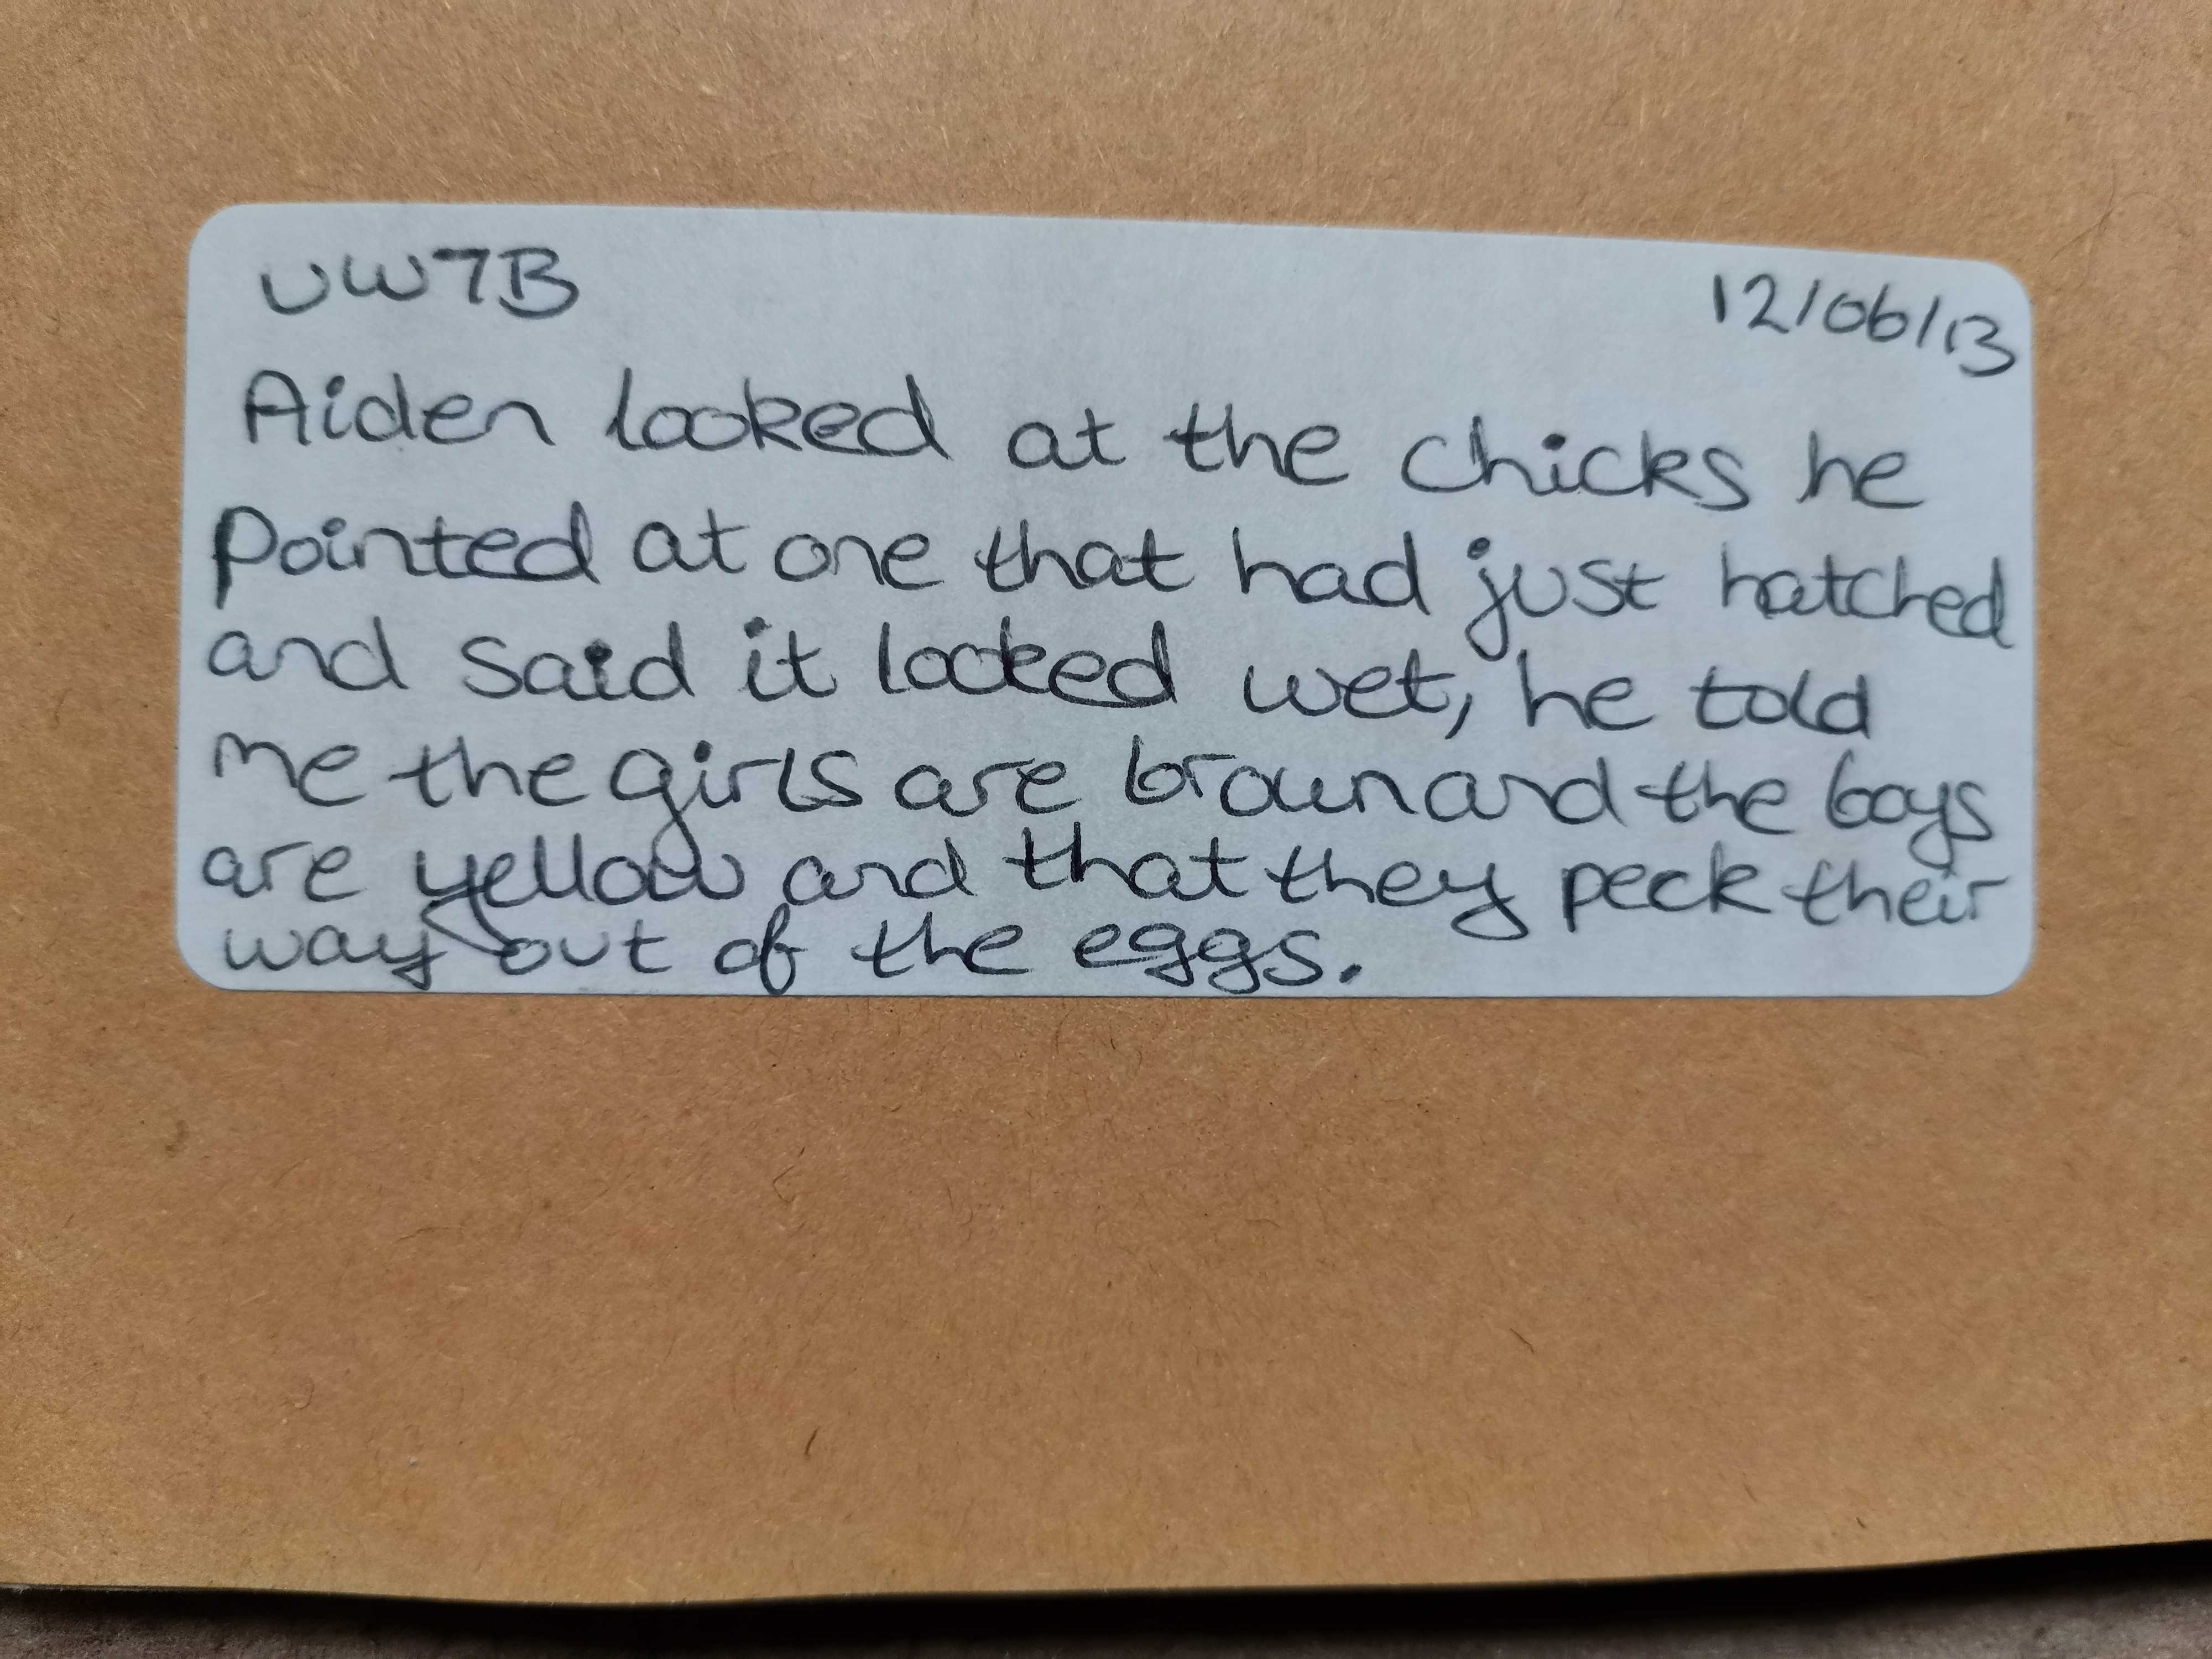 UW7B 12/06/13
Aiden looked at the chicks he
Pointed at one that had just hatched
and said it looked wet, he told
me the girls are brown and the boys
are yellow and that they peck their
way out of the eggs.